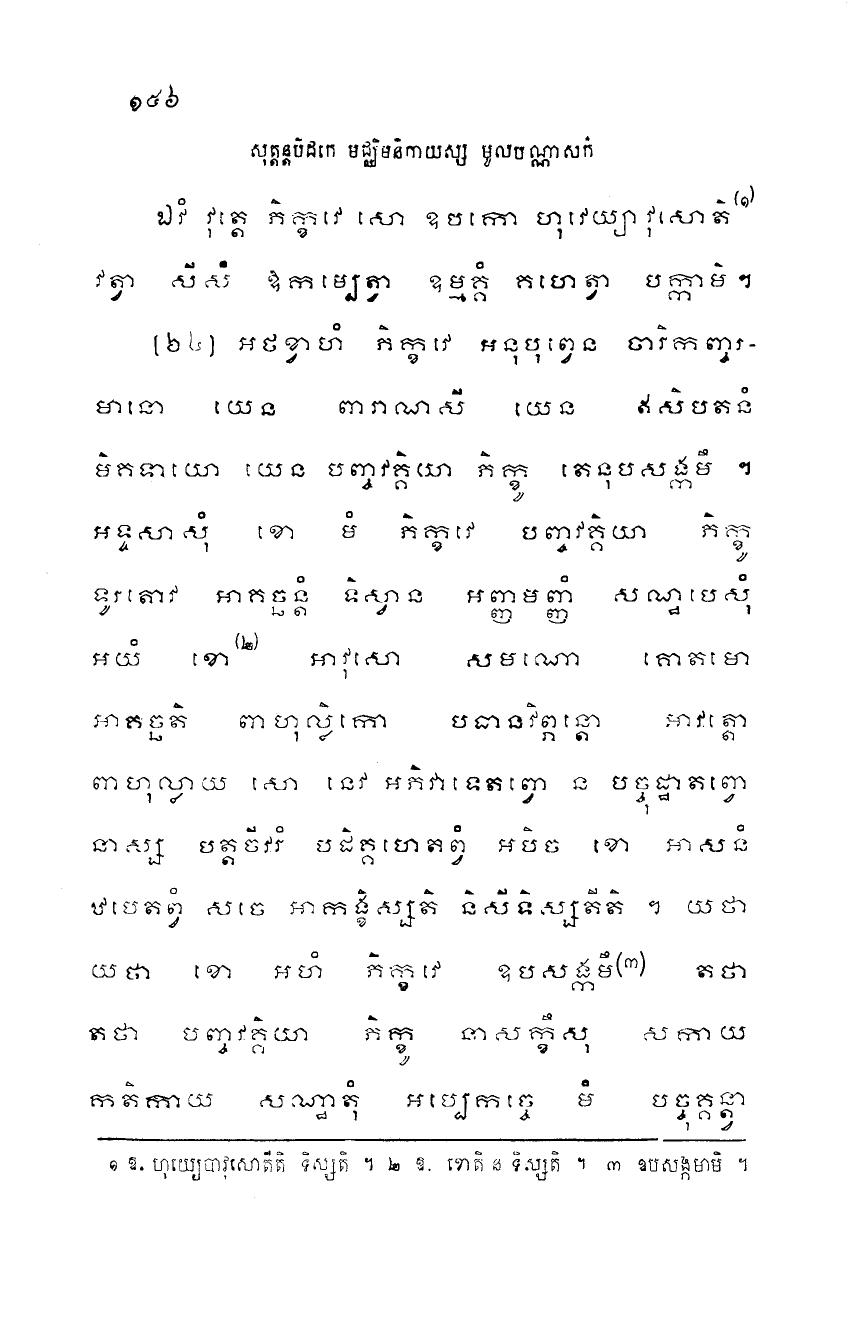 ១៥៦
សុត្តន្តបិដកេ មជ្ឈិមនិកាយស្ស មូលបណ្ណាសកំ
ឯវំ វុត្តេ ភិក្ខវេ សោ ឧបកោ ហុវេយ្យាវុសោតិ(១)
វត្វា សីសំ ឱកម្បេត្វា ឧម្មគ្គំ គហេត្វា បក្កាមិ។
[២៤] អថខ្វាហំ ភិក្ខវេ អនុបុព្វេន ចារិកញ្ចរ-
មានោ យេន ពារាណសី យេន ឥសិបតនំ
មិគទាយោ យេន បញ្ចវគ្គិយា ភិក្ខូ តេនុបសង្កមឹ ។
អទ្ទសាសុំ ខោ មំ ភិក្ខវេ បញ្ចវគ្គិយា ភិក្ខូ
ទូរតោវ អាគច្ឆន្តំ ទិស្វាន អញ្ញមញ្ញំ សណ្ឋបេសុំ
អយំ ខោ(២) អាវុសោ សមណោ គោតមោ
អាគច្ឆតិ ពាហុល្លិកោ បធានវិព្ភន្តោ អាវត្តោ
ពាហុល្លាយ សោ នេវ អភិវាទេតព្វោ ន បច្ចុដ្ឋាតព្វោ
នាស្ស បត្តចីវរំ បដិគ្គហេតព្វំ អបិច ខោ អាសនំ
ឋបេតព្វំ សចេ អាកង្ខិស្សតិ និសីទិស្សតីតិ ។ យថា
យថា ខោ អហំ ភិក្ខវេ ឧបសង្កមឹ(៣) តថា
តថា បញ្ចវគ្គិយា ភិក្ខូ នាសក្ខឹសុ សកាយ
កតិកាយ សណ្ឋាតុំ អប្បេកច្ចេ មំ បច្ចុគ្គន្ត្វា
១ ឱ. ហុយ្យេបាវុសោតីតិ ទិស្សតិ ។ ២ ឱ. ខោតិ ន ទិស្សតិ ។ ៣ ឧបសង្កមាមិ ។